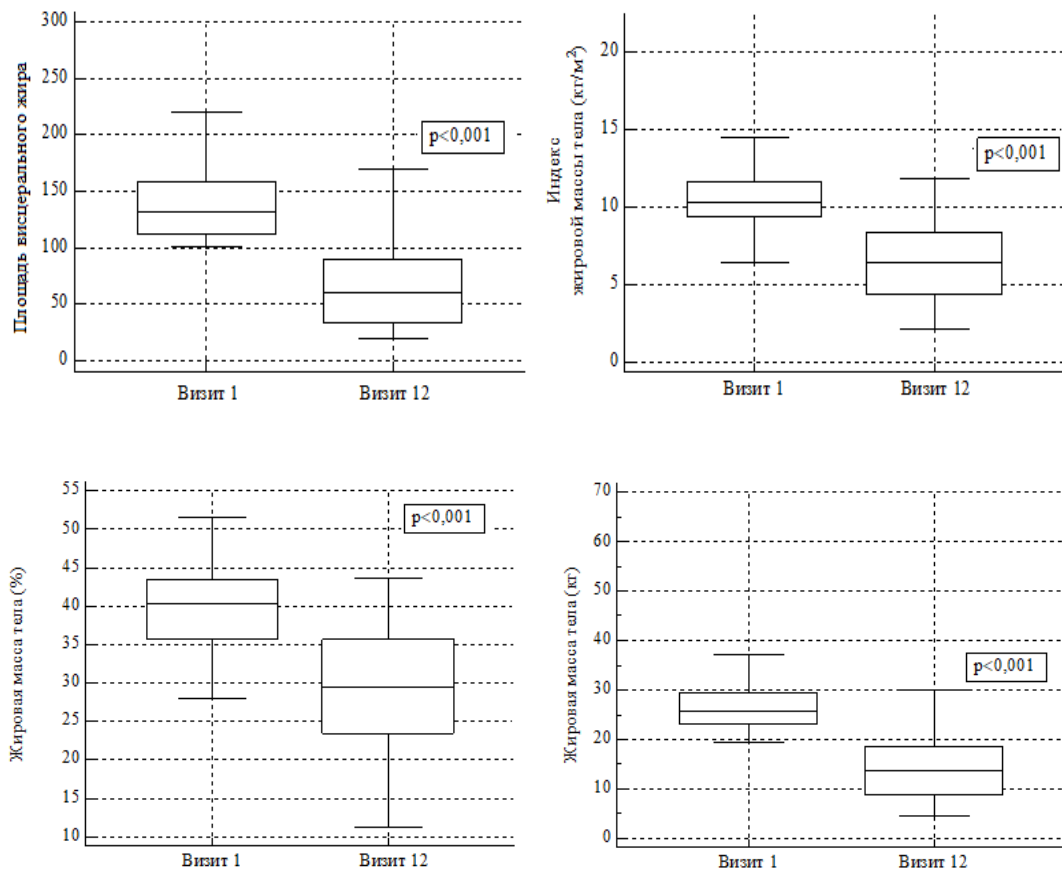 Площадь висцерального жира
300
250
200
150
100
50
0
p<0,001
Визит 1 Визит 12
Индекс
жировой массы тела (кг/м²)
20
15
10
5
0
p<0,001
Визит 1 Визит 12
Жировая масса тела (%)
55
50
45
40
35
30
25
20
15
10
p<0,001
Визит 1 Визит 12
Жировая масса тела (кг)
70
60
50
40
30
20
10
0
p<0,001
Визит 1 Визит 12